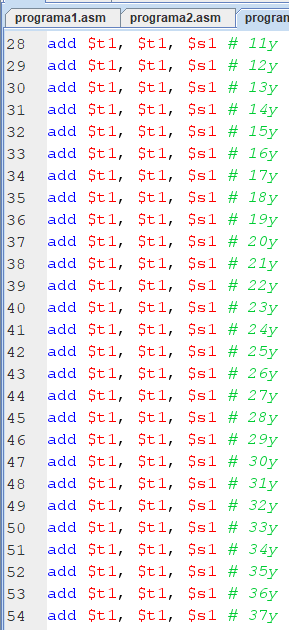 programa1.asm programa2.asm program
28 add $t1, $t1, $s1 # 11y
29 add $t1, $t1, $s1 # 12y
30 add $t1, $t1, $s1 # 13y
31 add $t1, $t1, $s1 # 14y
32 add $t1, $t1, $s1 # 15y
33 add $t1, $t1, $s1 # 16y
34 add $t1, $t1, $s1 # 17y
35 add $t1, $t1, $s1 # 18y
36 add $t1, $t1, $s1 # 19y
37 add $t1, $t1, $s1 # 20y
38 add $t1, $t1, $s1 # 21y
39 add $t1, $t1, $s1 # 22y
40 add $t1, $t1, $s1 # 23y
41 add $t1, $t1, $s1 # 24y
42 add $t1, $t1, $s1 # 25y
43 add $t1, $t1, $s1 # 26y
44 add $t1, $t1, $s1 # 27y
45 add $t1, $t1, $s1 # 28y
46 add $t1, $t1, $s1 # 29y
47 add $t1, $t1, $s1 # 30y
48 add $t1, $t1, $s1 # 31y
49 add $t1, $t1, $s1 # 32y
50 add $t1, $t1, $s1 # 33y
51 add $t1, $t1, $s1 # 34y
52 add $t1, $t1, $s1 # 35y
53 add $t1, $t1, $s1 # 36y
54 add $t1, $t1, $s1 # 37y